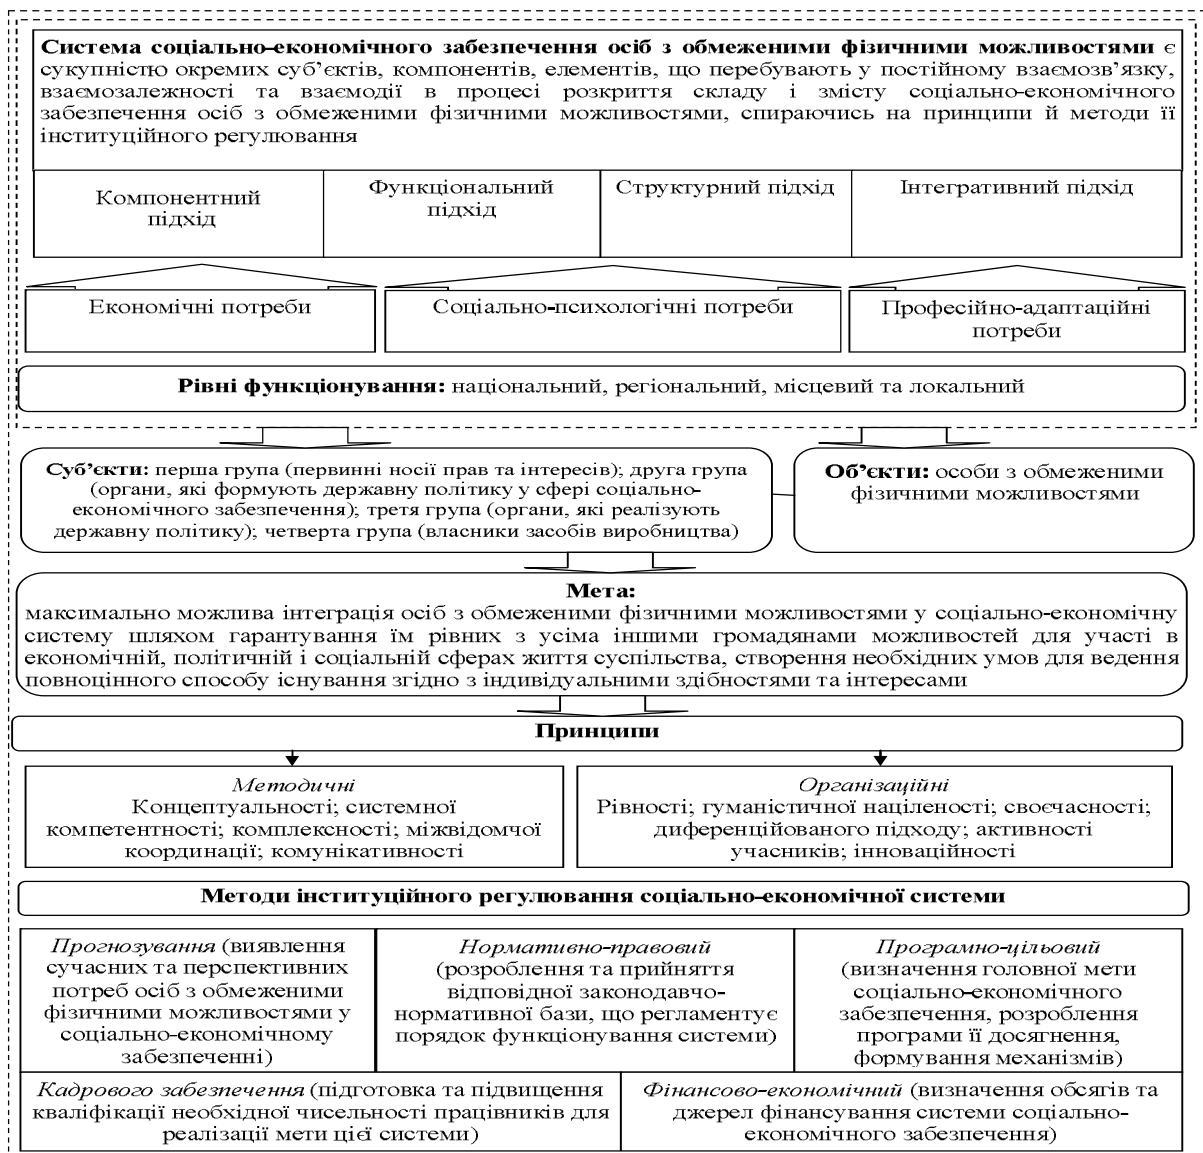 Система соціально-економічного забезпечення осіб з обмеженими фізичними можливостями є
сукупністю окремих суб’єктів, компонентів, елементів, що перебувають у постійному взаємозв’язку,
взаємозалежності та взаємодії в процесі розкриття складу і змісту соціально-економічного
забезпечення осіб з обмеженими фізичними можливостями, спираючись на принципи й методи її
інституційного регулювання
Компонентний
підхід
Функціональний
підхід
Структурний підхід
Інтегративний підхід
Економічні потреби
Соціально-психологічні потреби
Професійно-адаптаційні
потреби
Рівні функціонування: національний, регіональний, місцевий та локальний
Суб’єкти: перша група (первинні носії прав та інтересів); друга група
(органи, які формують державну політику у сфері соціально-
економічного забезпечення); третя група (органи, які реалізують
державну політику); четверта група (власники засобів виробництва)
Об’єкти: особи з обмеженими
фізичними можливостями
Мета:
максимально можлива інтеграція осіб з обмеженими фізичними можливостями у соціально-економічну
систему шляхом гарантування їм рівних з усіма іншими громадянами можливостей для участі в
економічній, політичній і соціальній сферах життя суспільства, створення необхідних умов для ведення
повноцінного способу існування згідно з індивідуальними здібностями та інтересами
Принципи
Методичні
Концептуальності; системної
компетентності; комплексності; міжвідомчої
координації; комунікативності
Організаційні
Рівності; гуманістичної націленості; своєчасності;
диференційованого підходу; активності
учасників; інноваційності
Методи інституційного регулювання соціально-економічної системи
Прогнозування (виявлення
сучасних та перспективних
потреб осіб з обмеженими
фізичними можливостями у
соціально-економічному
забезпеченні)
Нормативно-правовий
(розроблення та прийняття
відповідної законодавчо-
нормативної бази, що регламентує
порядок функціонування системи)
Програмно-цільовий
(визначення головної мети
соціально-економічного
забезпечення, розроблення
програми її досягнення,
формування механізмів)
Кадрового забезпечення (підготовка та підвищення
кваліфікації необхідної чисельності працівників для
реалізації мети цієї системи)
Фінансово-економічний (визначення обсягів та
джерел фінансування системи соціально-
економічного забезпечення)